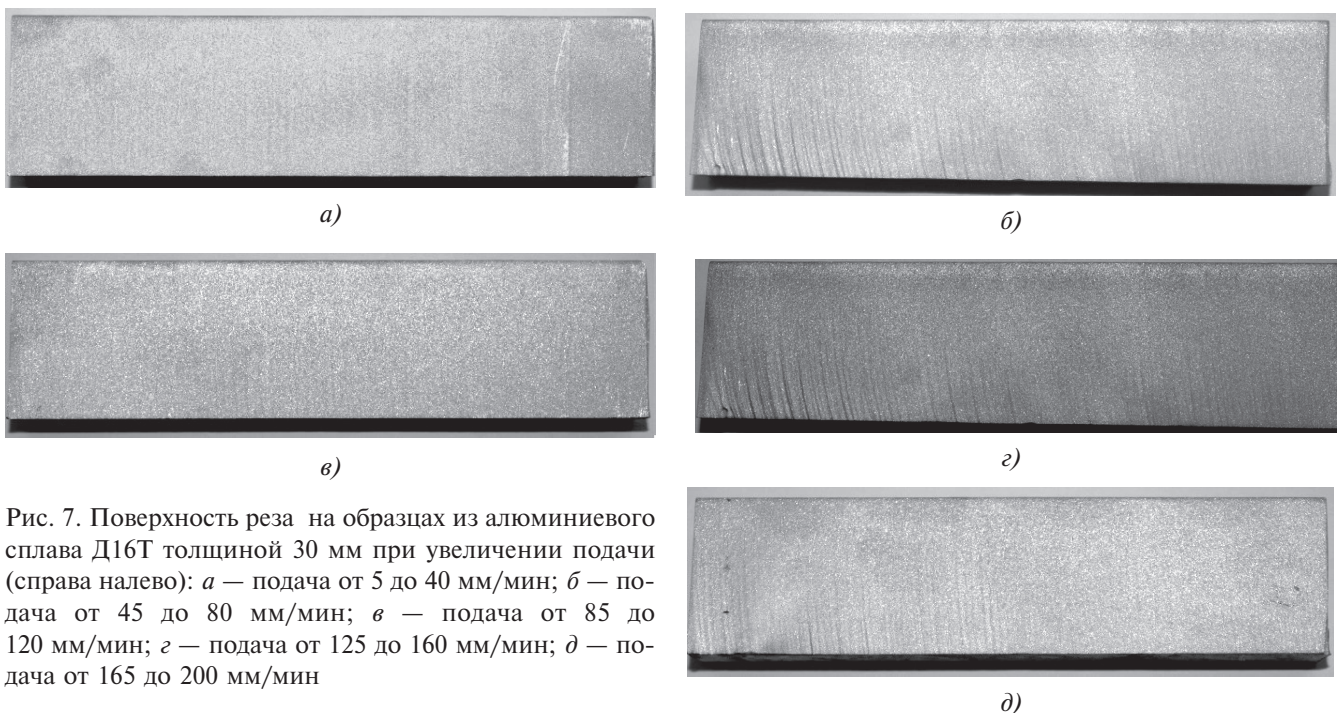 а)
б)
в)
г)
Рис. 7. Поверхность реза на образцах из алюминиевого
сплава Д16Т толщиной 30 мм при увеличении подачи
(справа налево): а — подача от 5 до 40 мм/мин; б — по-
дача от 45 до 80 мм/мин; в — подача от 85 до
120 мм/мин; г — подача от 125 до 160 мм/мин; д — по-
дача от 165 до 200 мм/мин
д)